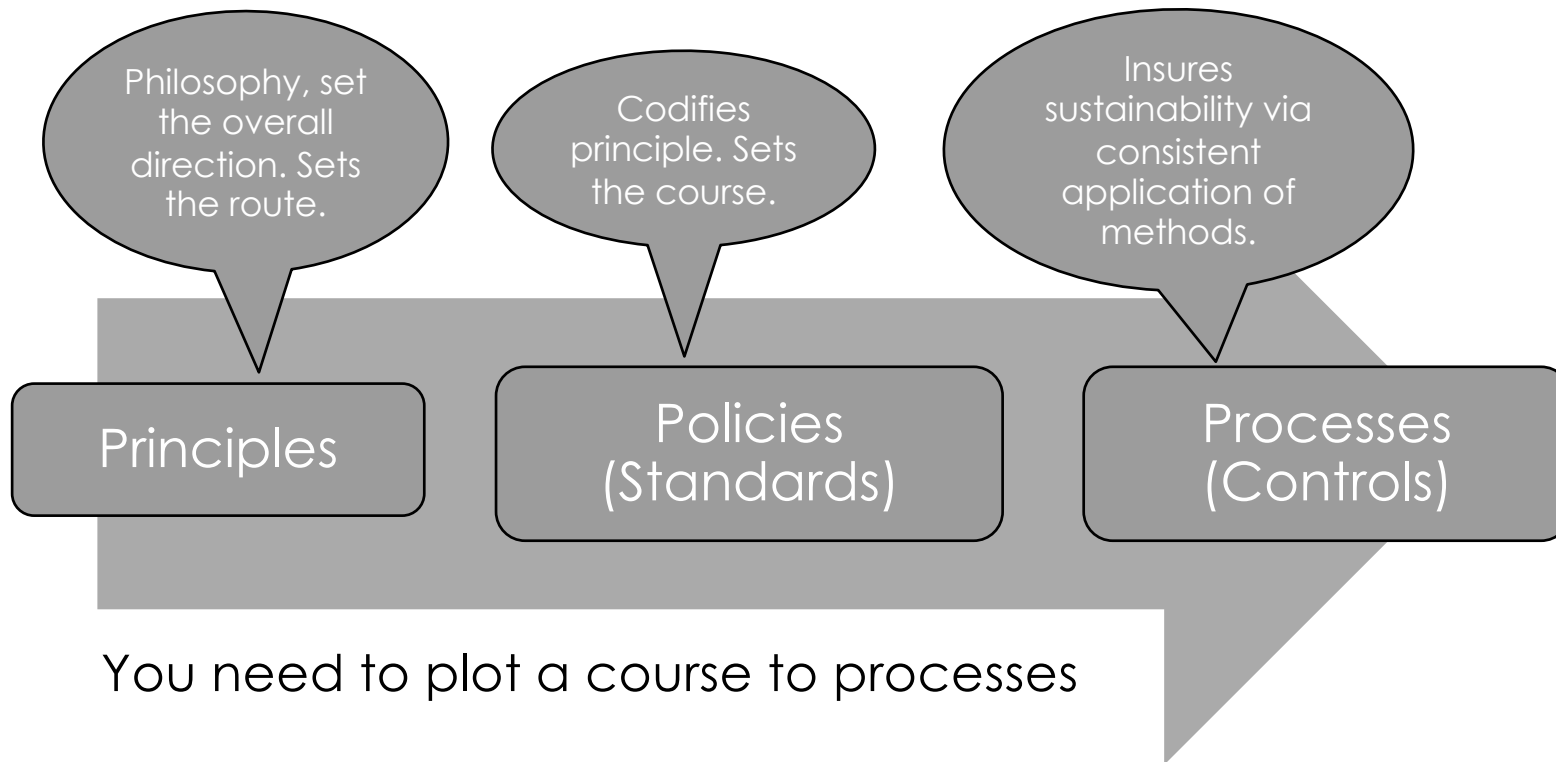 Philosophy, set
the overall
direction. Sets
the route.
Codifies
principle. Sets
the course.
Insures
sustainability via
consistent
application of
methods.
Principles
Policies
(Standards)
Processes
(Controls)
You need to plot a course to processes